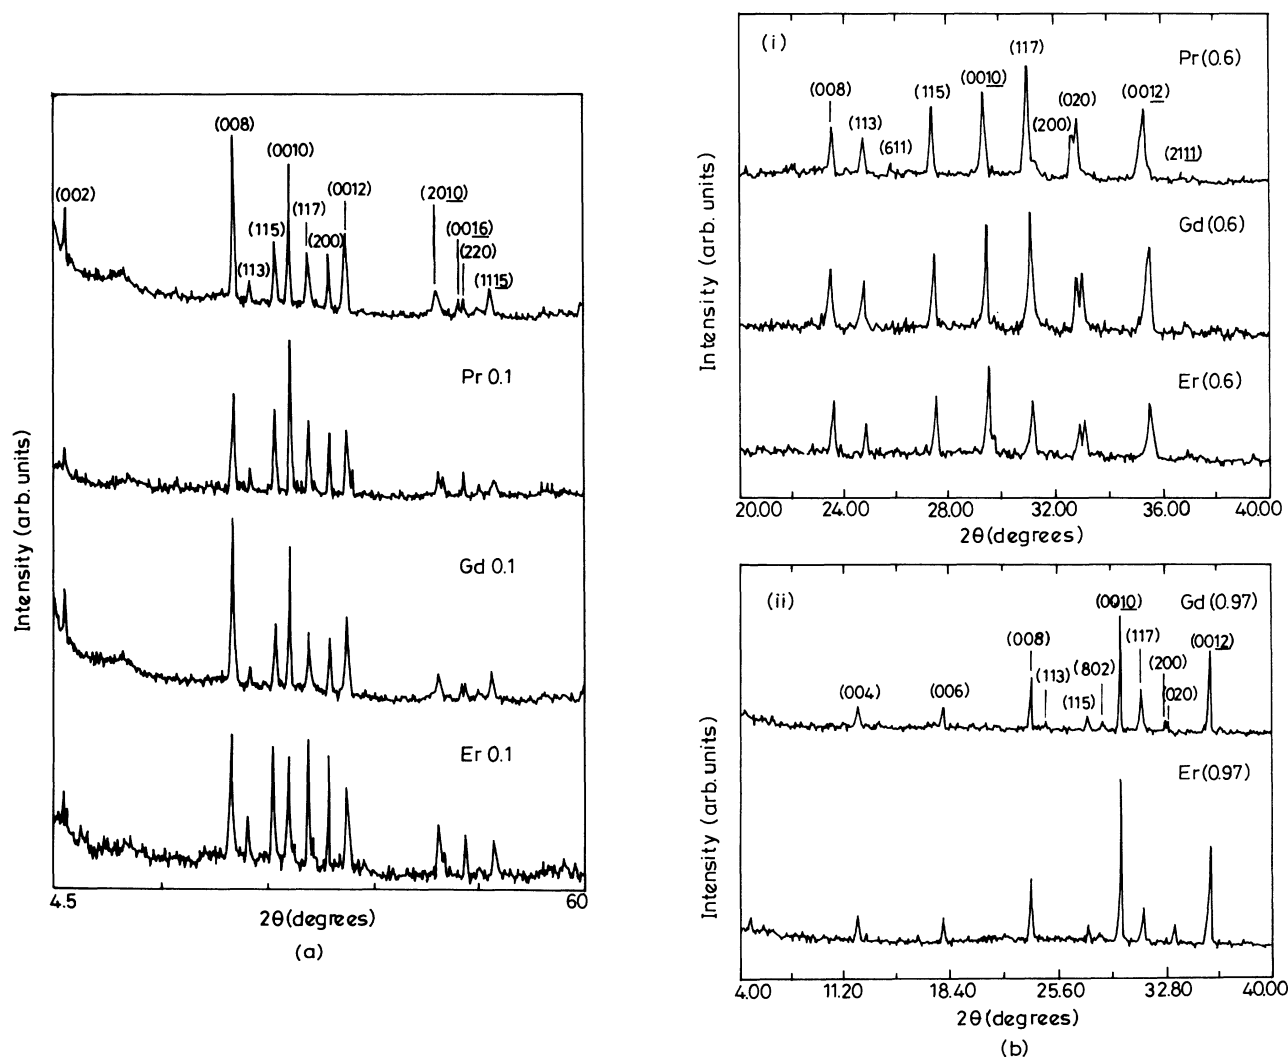 (008)
(0010)
(002)
(115)
(117)
(0012)
(200)
(113)
(2010)
(0016)
(220)
(115)
Pr 0.1
Gd 0.1
Er 0.1
Intensity (arb. units)
4.5
60
2θ(degrees)
(a)
(i)
(117)
Pr(0.6)
(008)
(115)
(0010)
(020)
(0012)
(113)
(611)
(200)
(2111)
Gd(0.6)
Er(0.6)
Intensity (arb. units)
20.00 24.00 28.00 32.00 36.00 40.00
2θ(degrees)
(ii)
(0010)
Gd(0.97)
(008)
(117)
(0012)
(113)
(802)
(200)
(004)
(006)
(115)
(020)
Er(0.97)
Intensity (arb. units)
4.00 11.20 18.40 25.60 32.80 40.00
2θ(degrees)
(b)